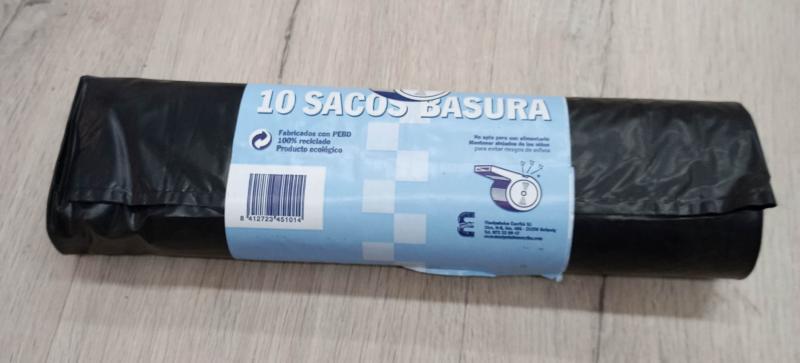 10 SACOS BASURA
Fabricados con PEBD
100% reciclado
Producto ecológico
No apto para uso alimentario
Mantener alejados de los niños
para evitar riesgos de asfixia
8 412723 451014